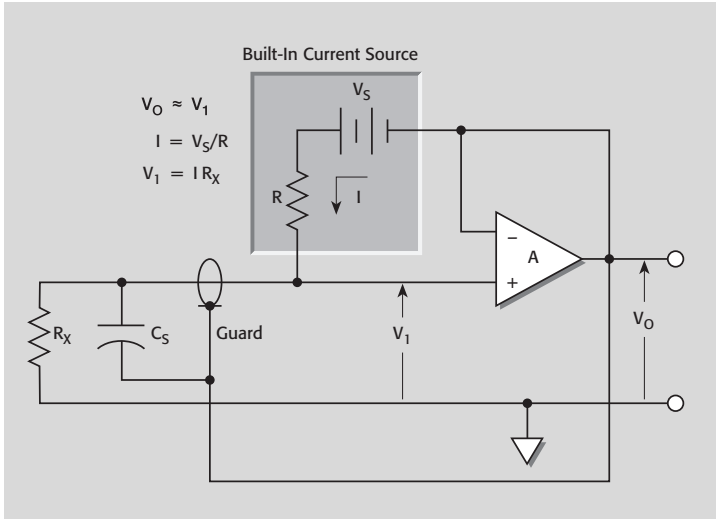 Built-In Current Source
V_O ≈ V_1
I = V_S/R
V_1 = I R_X
V_S
R
I
−
A
+
R_X
C_S
Guard
V_1
V_O